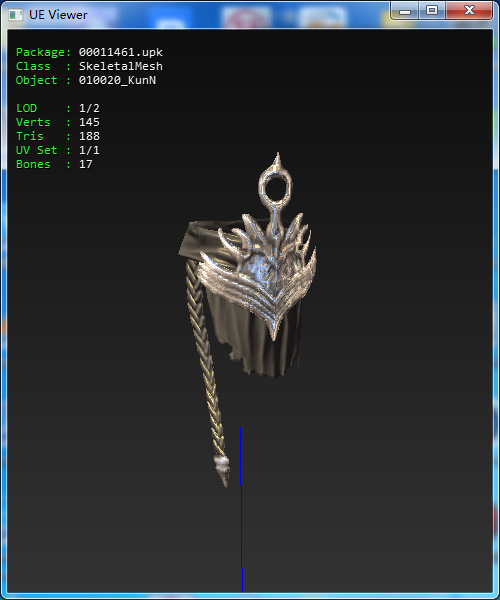 UE Viewer
Package: 00011461.upk
Class : SkeletalMesh
Object : 010020_KunN
LOD : 1/2
Verts : 145
Tris : 188
UV Set : 1/1
Bones : 17